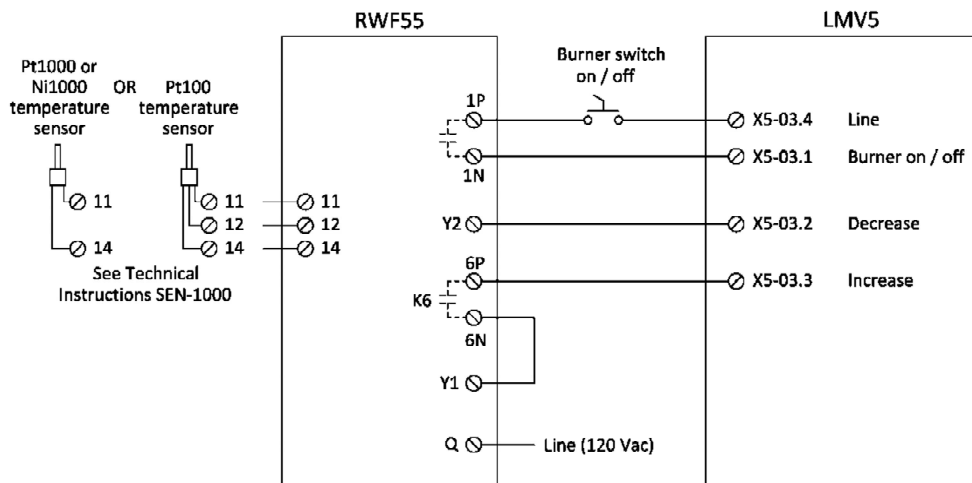 RWF55
LMV5
Pt1000 or
Ni1000
temperature
sensor
OR
Pt100
temperature
sensor
Burner switch
on / off
1P
X5-03.4 Line
X5-03.1 Burner on / off
1N
11
11
11
12
12
14
14
14
Y2
X5-03.2 Decrease
See Technical
Instructions SEN-1000
6P
X5-03.3 Increase
K6
6N
Y1
Q
Line (120 Vac)